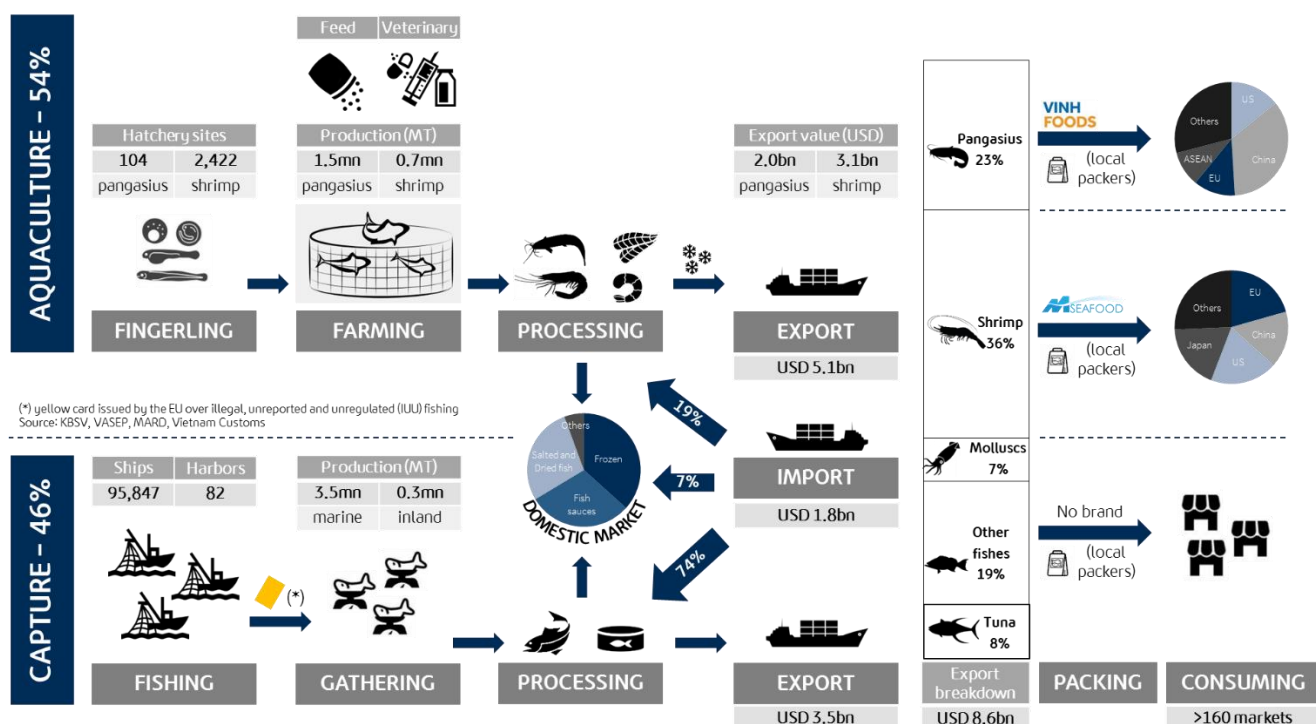 AQUACULTURE – 54%
Feed
Veterinary
Hatchery sites
104
2,422
pangasius
shrimp
Production (MT)
1.5mn
0.7mn
pangasius
shrimp
Export value (USD)
2.0bn
3.1bn
pangasius
shrimp
FINGERLING
FARMING
PROCESSING
EXPORT
USD 5.1bn
(*) yellow card issued by the EU over illegal, unreported and unregulated (IUU) fishing
Source: KBSV, VASEP, MARD, Vietnam Customs
CAPTURE – 46%
Ships
Harbors
95,847
82
Production (MT)
3.5mn
0.3mn
marine
inland
(*)
Others
Frozen
Salted and
Dried fish
Fish
sauces
DOMESTIC MARKET
19%
7%
74%
IMPORT
USD 1.8bn
FISHING
GATHERING
PROCESSING
EXPORT
USD 3.5bn
Pangasius
23%
Shrimp
36%
Molluscs
7%
Other
fishes
19%
Tuna
8%
Export
breakdown
USD 8.6bn
VINH
FOODS
(local
packers)
SEAFOOD
(local
packers)
No brand
(local
packers)
PACKING
US
Others
China
ASEAN
EU
EU
Others
China
Japan
US
CONSUMING
>160 markets